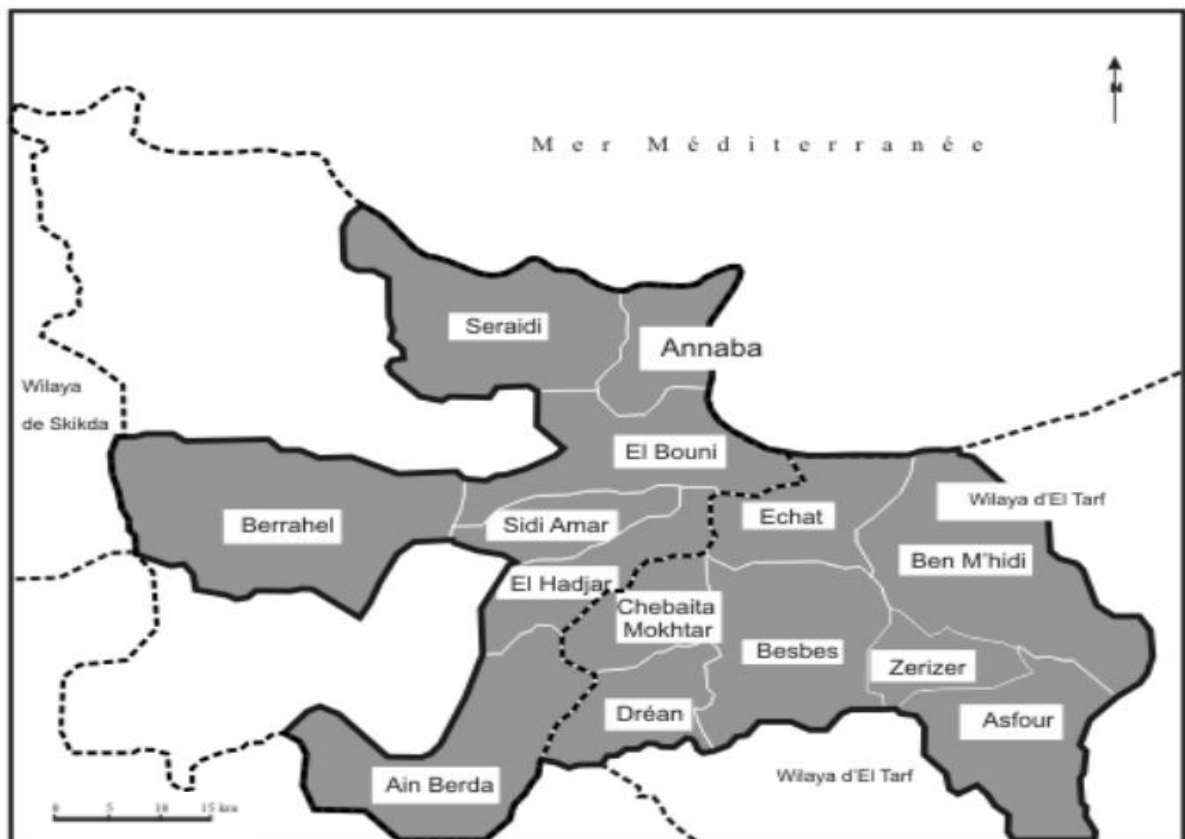 N
Mer Méditerranée
Seraidi
Annaba
Wilaya
de Skikda
El Bouni
Berrahel
Sidi Amar
Echat
Wilaya d'El Tarf
Ben M'hidi
El Hadjar
Chebaita
Mokhtar
Besbes
Zerizer
Dréan
Asfour
Ain Berda
Wilaya d'El Tarf
0 5 10 15 km